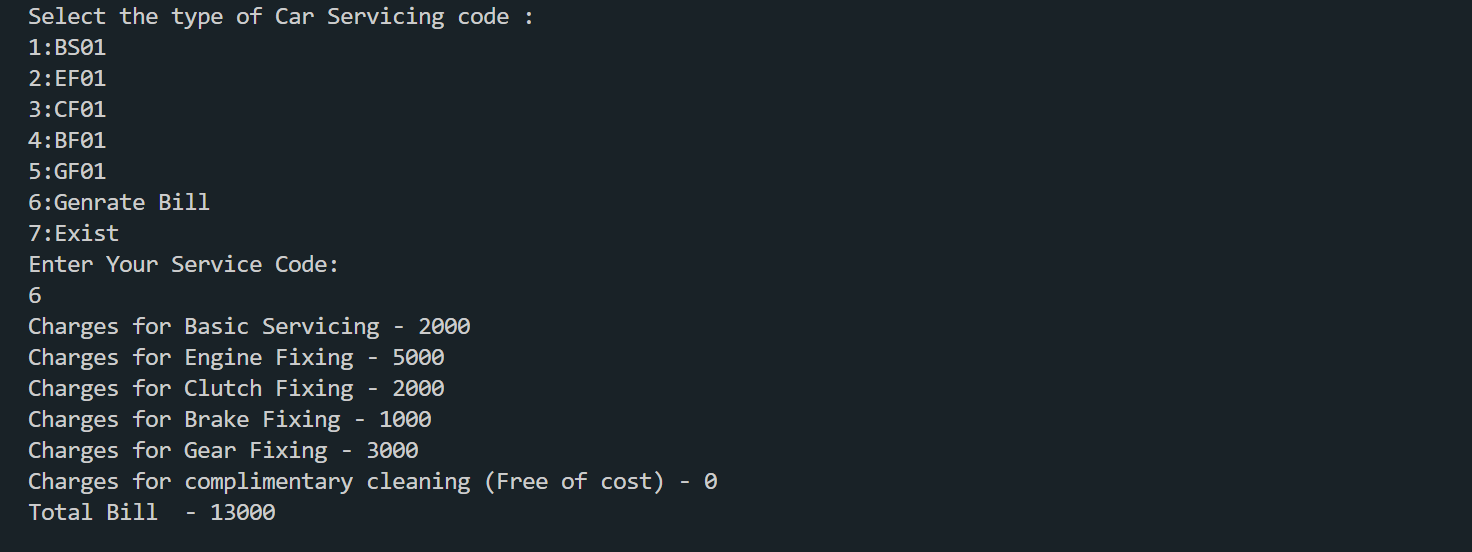 Select the type of Car Servicing code :
1:BS01
2:EF01
3:CF01
4:BF01
5:GF01
6:Genrate Bill
7:Exist
Enter Your Service Code:
6
Charges for Basic Servicing - 2000
Charges for Engine Fixing - 5000
Charges for Clutch Fixing - 2000
Charges for Brake Fixing - 1000
Charges for Gear Fixing - 3000
Charges for complimentary cleaning (Free of cost) - 0
Total Bill  - 13000